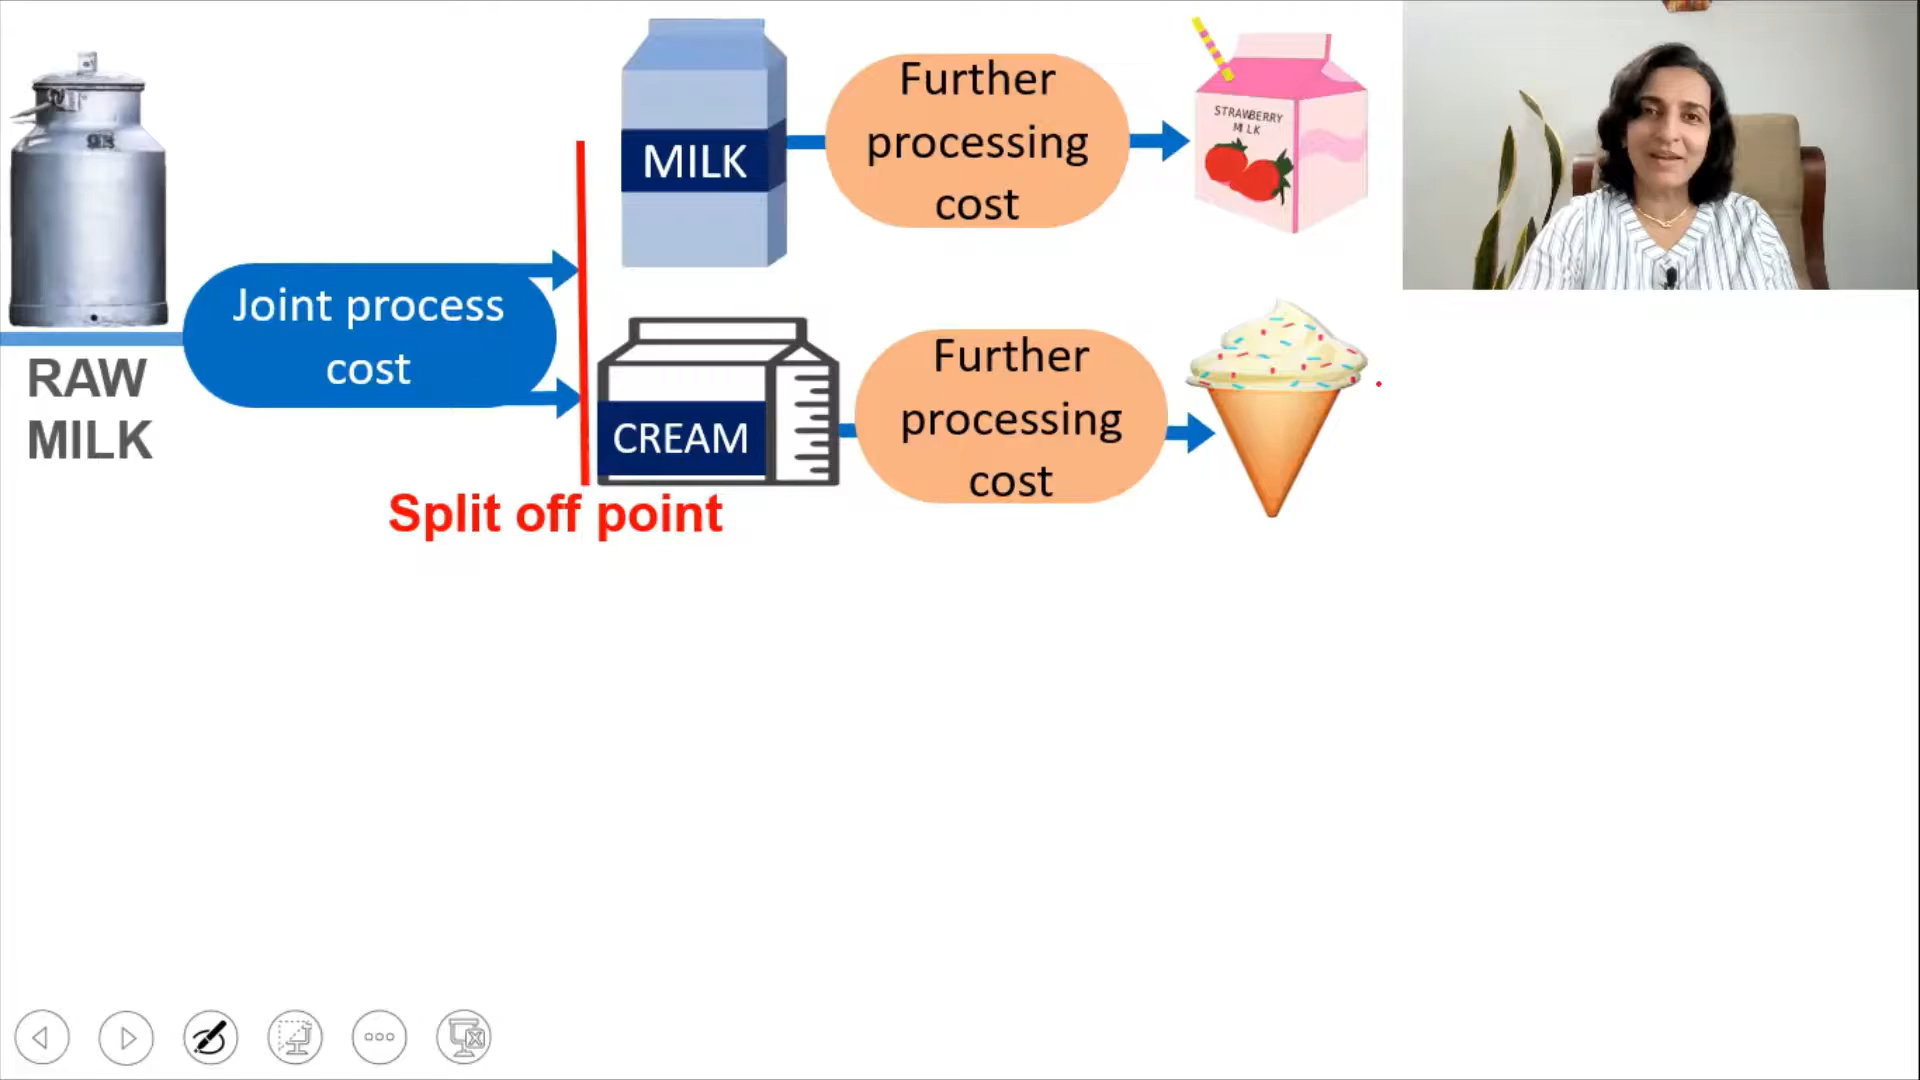 RAW
MILK
Joint process
cost
Split off point
MILK
Further
processing
cost
STRAWBERRY
MILK
CREAM
Further
processing
cost